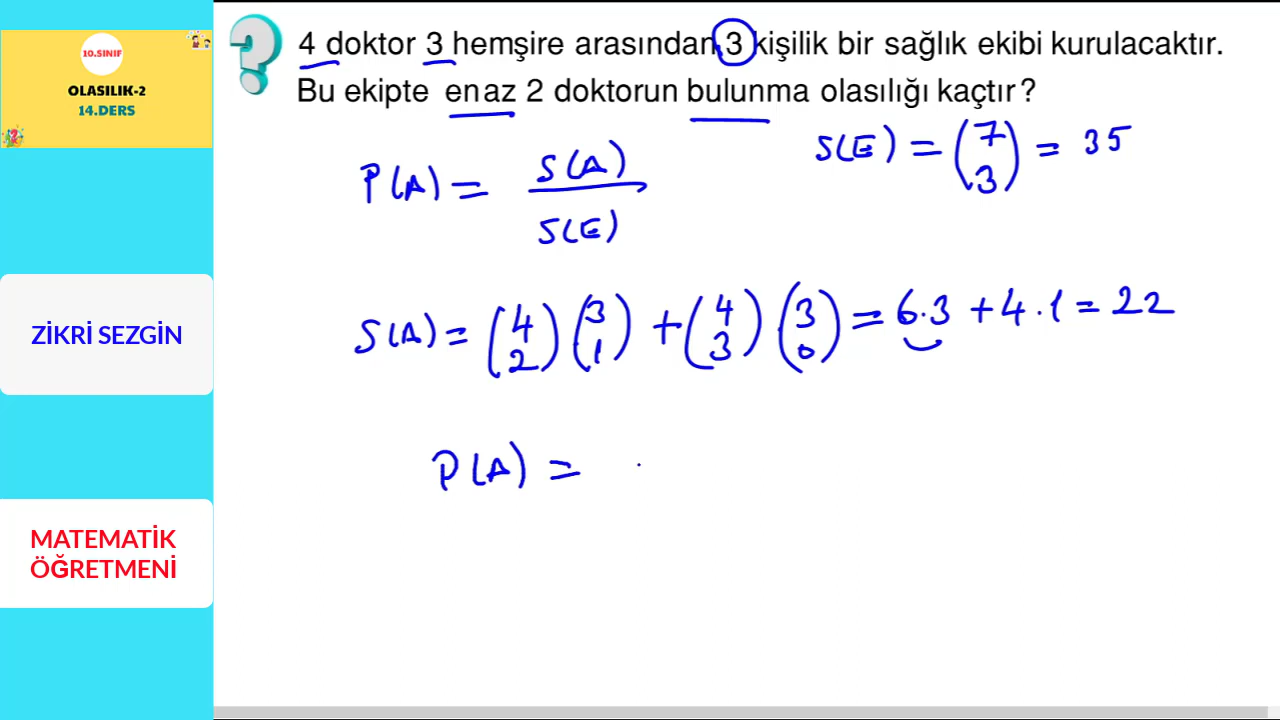 10.SINIF
OLASILIK-2
14.DERS
ZİKRİ SEZGİN
MATEMATİK
ÖĞRETMENİ
4 doktor 3 hemşire arasından 3 kişilik bir sağlık ekibi kurulacaktır.
Bu ekipte en az 2 doktorun bulunma olasılığı kaçtır ?
S(E) = (7 3) = 35
P(A) = S(A) / S(E)
S(A) = (4 2) (3 1) + (4 3) (3 0) = 6.3 + 4.1 = 22
P(A) =